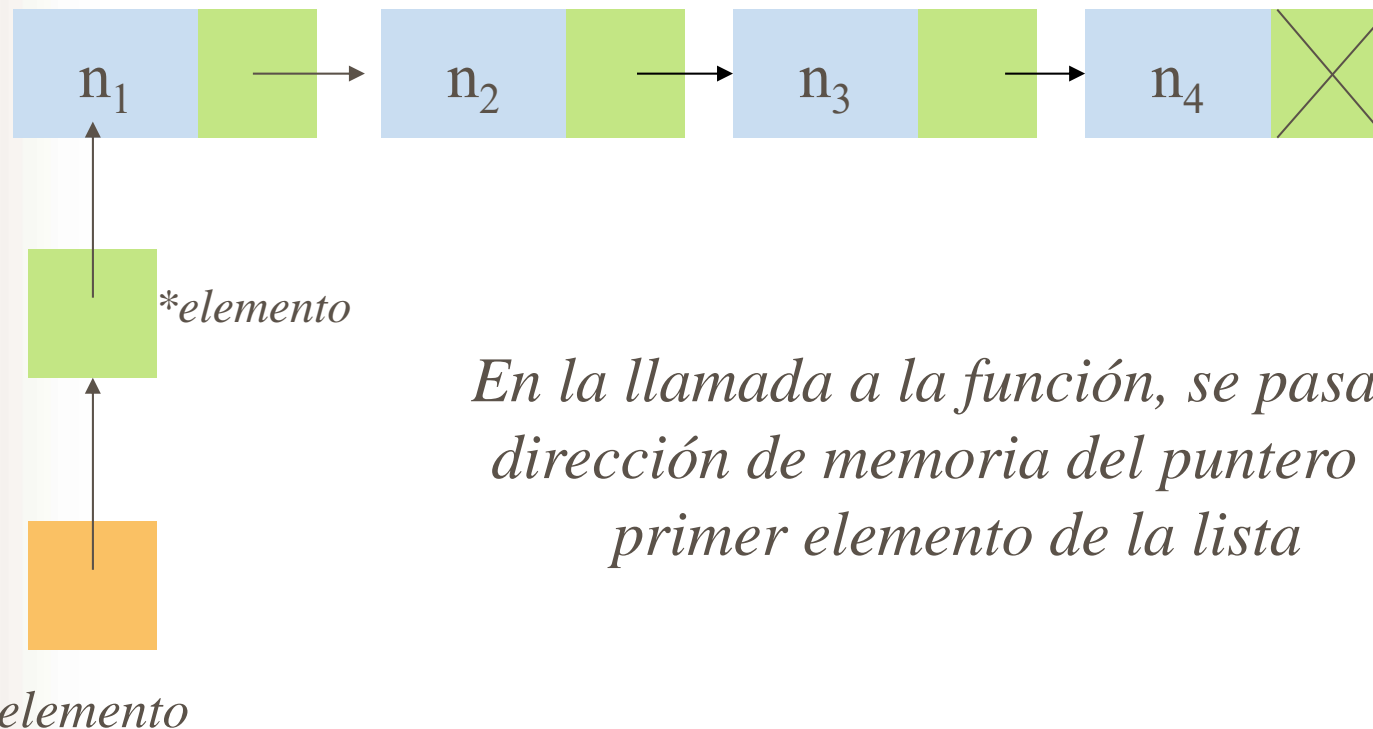 n₁ n₂ n₃ n₄
*elemento
En la llamada a la función, se pasa
dirección de memoria del puntero
primer elemento de la lista
elemento